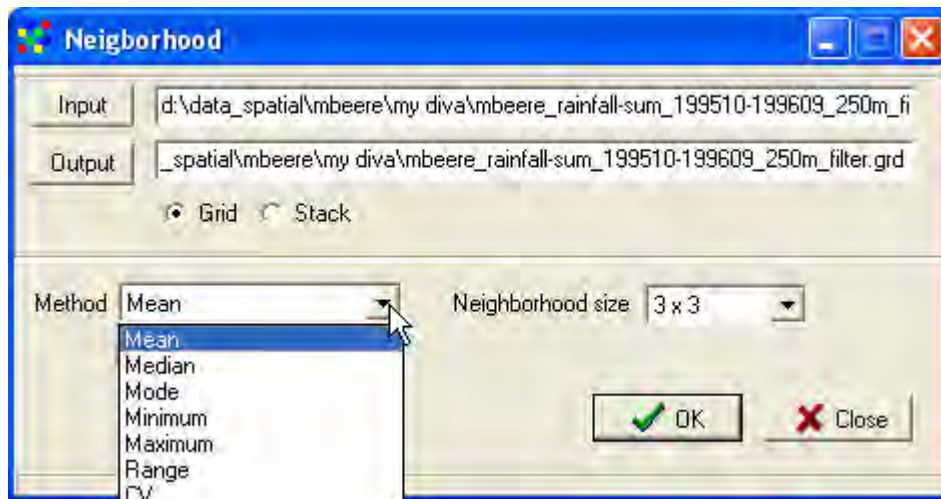 Neigborhood
Input d:\data_spatial\mbeere\my diva\mbeere_rainfall-sum_199510-199609_250m_fi
Output _spatial\mbeere\my diva\mbeere_rainfall-sum_199510-199609_250m_filter.grd
Grid Stack
Method Mean Neighborhood size 3 x 3
Mean
Median
Mode
Minimum
OK Close
Maximum
Range
CV